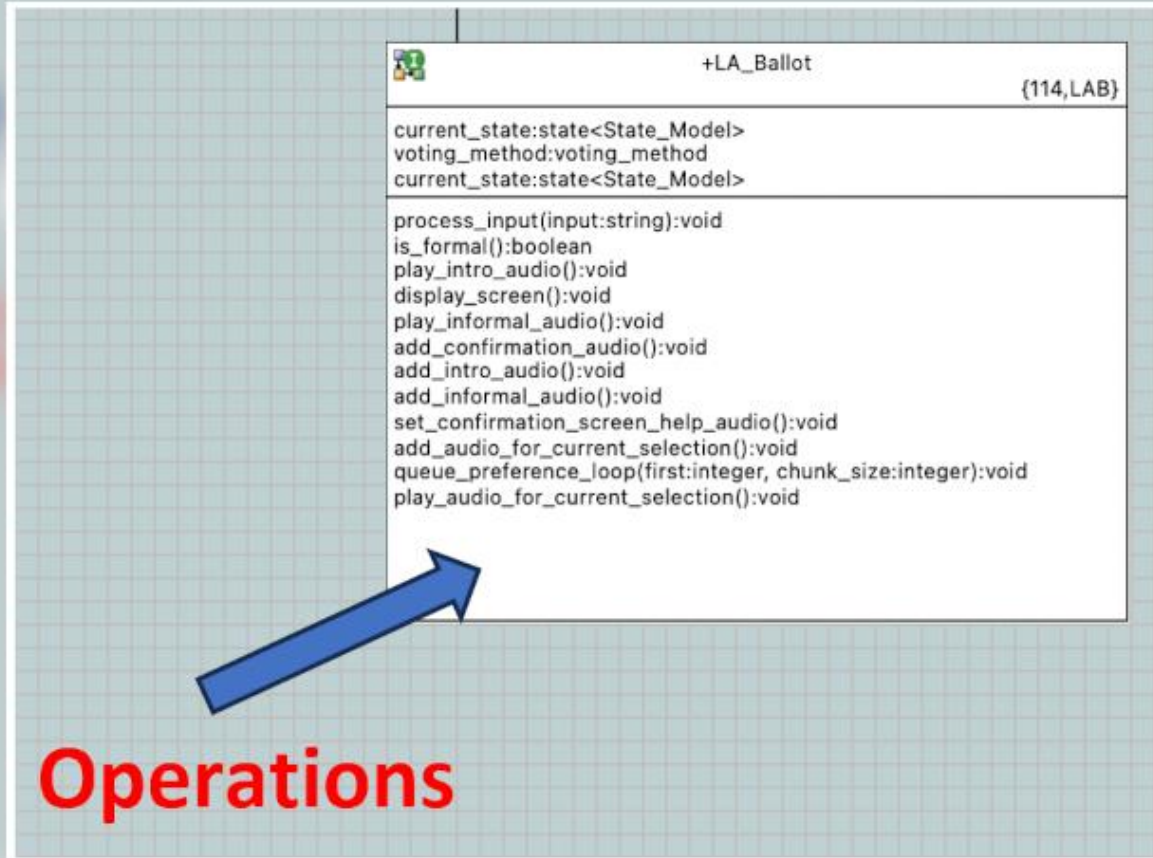 +LA_Ballot
{114,LAB}
current_state:state<State_Model>
voting_method:voting_method
current_state:state<State_Model>
process_input(input:string):void
is_formal():boolean
play_intro_audio():void
display_screen():void
play_informal_audio():void
add_confirmation_audio():void
add_intro_audio():void
add_informal_audio():void
set_confirmation_screen_help_audio():void
add_audio_for_current_selection():void
queue_preference_loop(first:integer, chunk_size:integer):void
play_audio_for_current_selection():void
Operations